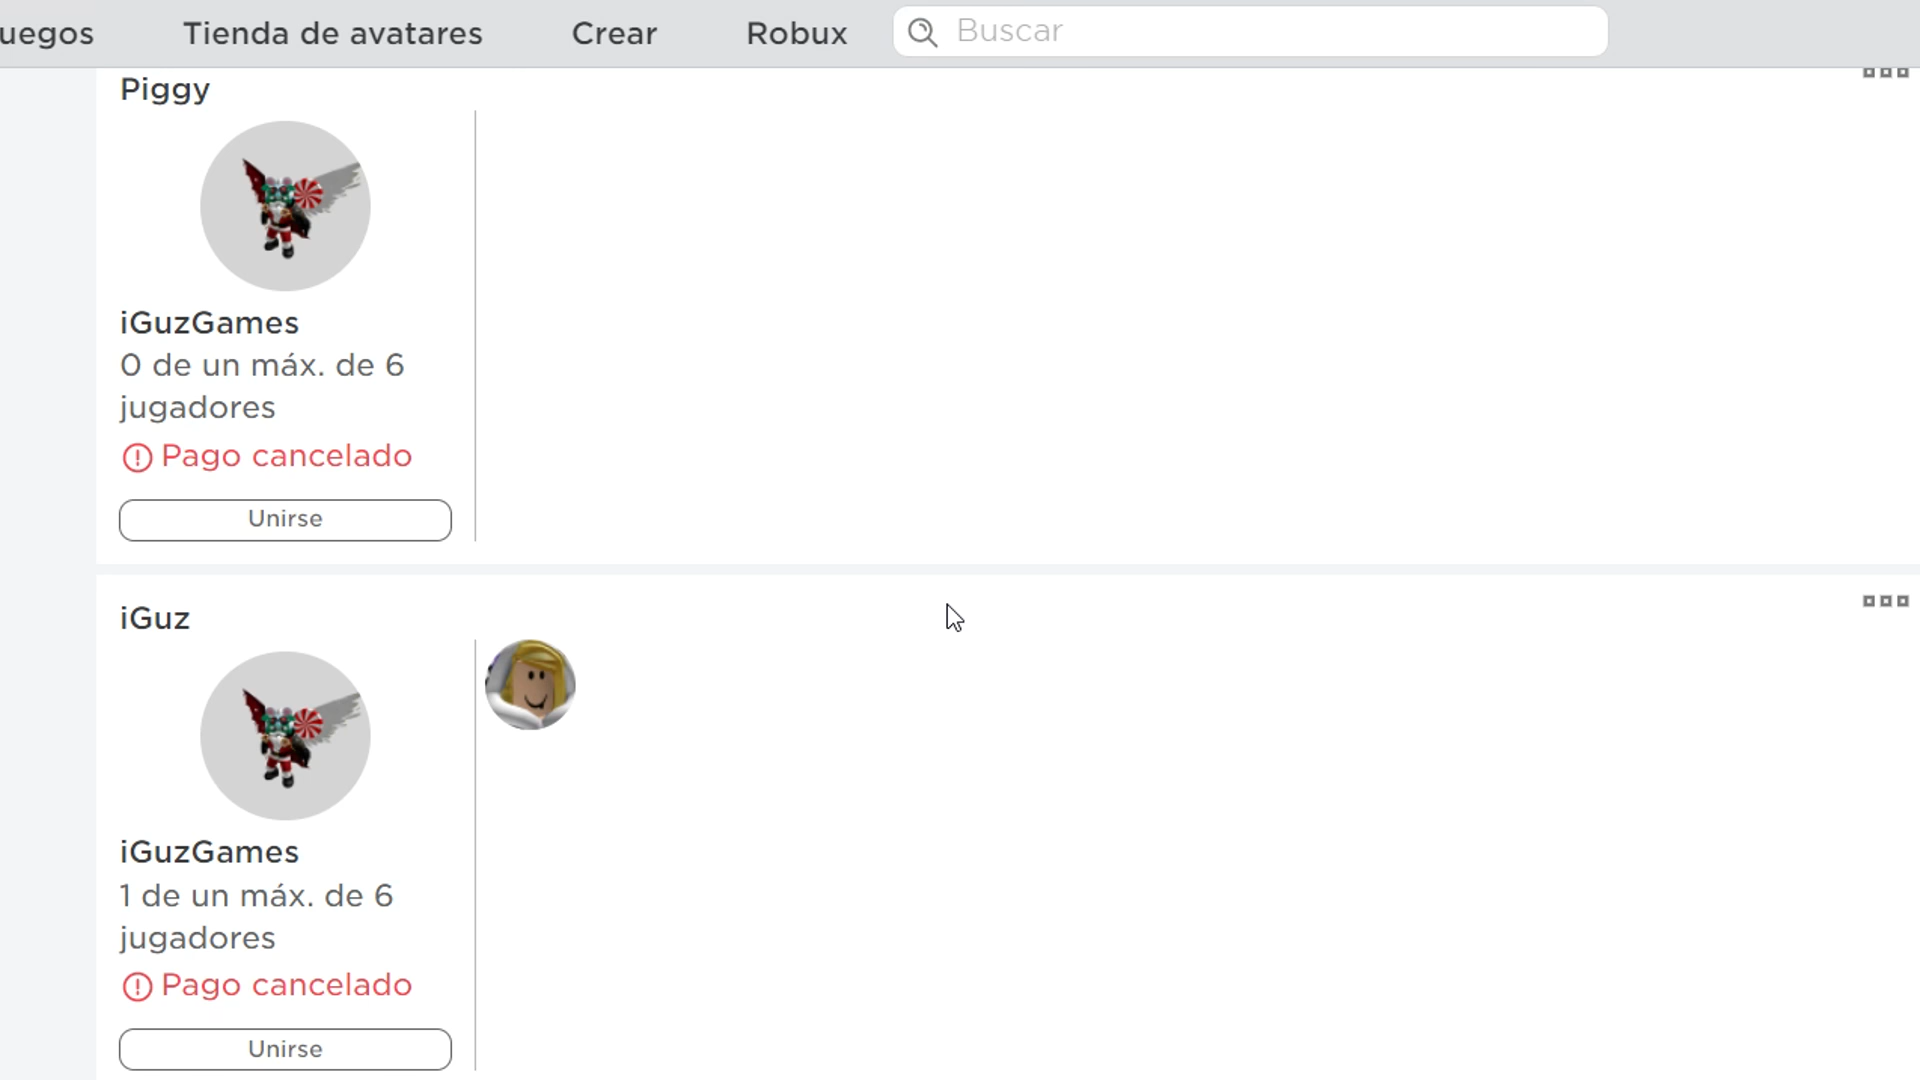 uegos Tienda de avatares Crear Robux Buscar
Piggy
iGuzGames
0 de un máx. de 6
jugadores
Pago cancelado
Unirse
iGuz
iGuzGames
1 de un máx. de 6
jugadores
Pago cancelado
Unirse